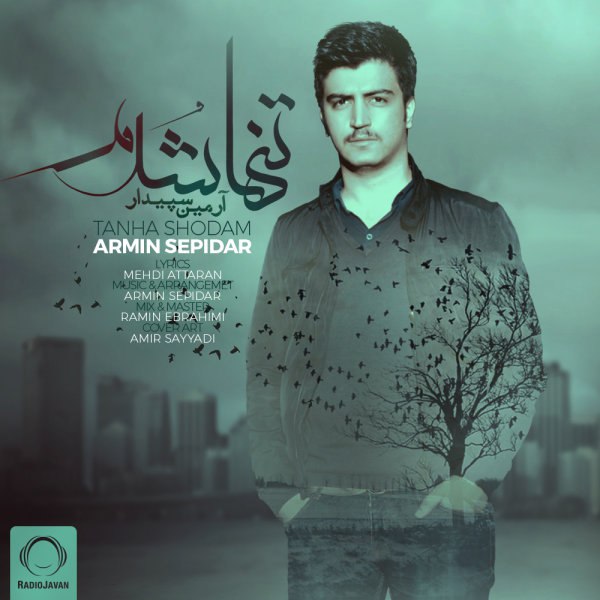 تنها شدم
آرمین سپیدار
TANHA SHODAM
ARMIN SEPIDAR
LYRICS
MEHDI ATTARAN
MUSIC & ARRANGEMET
ARMIN SEPIDAR
MIX & MASTER
RAMIN EBRAHIMI
COVER ART
AMIR SAYYADI
RADIOJAVAN